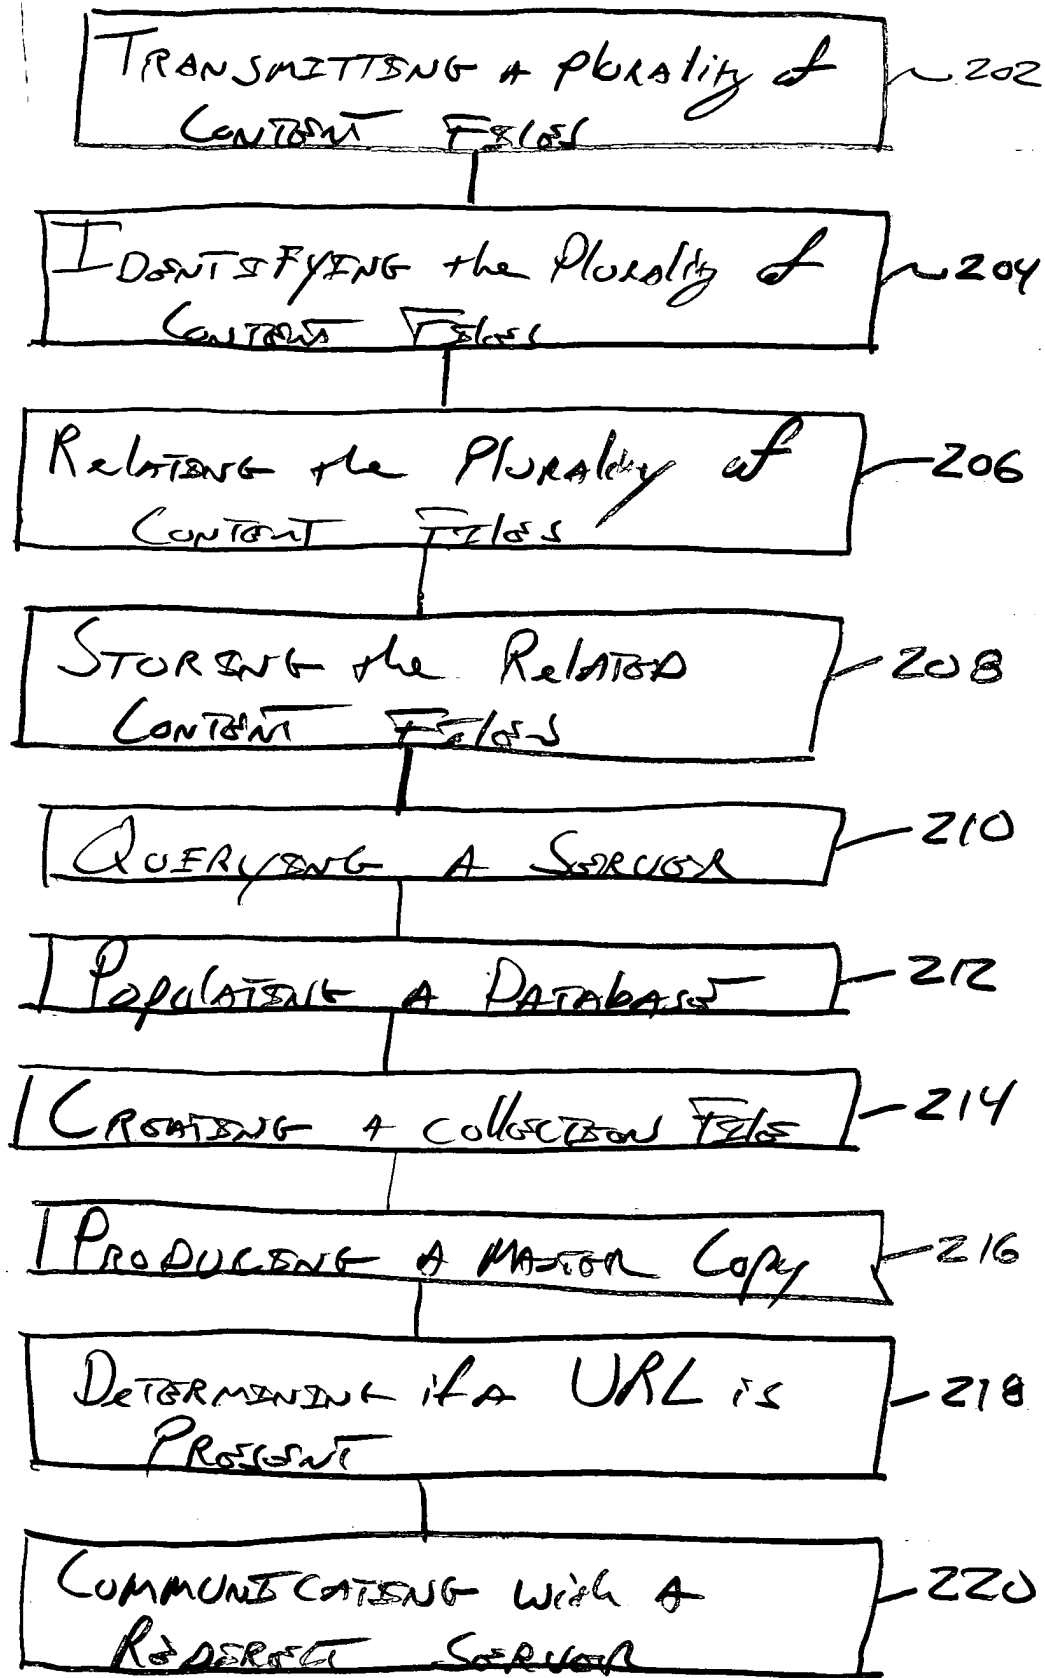 TRANSMITTING A PLURALITY of 202
CONTENT FILES
IDENTIFYING the PLURALITY of 204
CONTENT FILES
RELATING the PLURALITY of 206
CONTENT FILES
STORING the RELATED 208
CONTENT FILES
QUERYING A SERVER 210
POPULATING A DATABASE 212
CREATING A COLLECTION FILE 214
PRODUCING A MASTER COPY 216
DETERMINING if A URL is 218
PRESENT
COMMUNICATING with A 220
REDIRECT SERVER